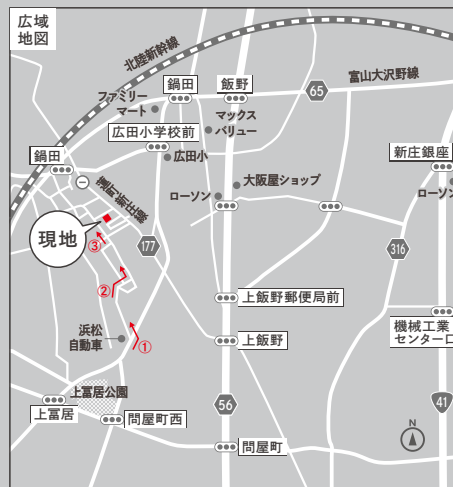 広域
地図
北陸新幹線
鍋田
飯野
富山大沢野線
65
ファミリー
マート
マックス
バリュー
広田小学校前
広田小
鍋田
新庄銀座
大阪屋ショップ
ローソン
ローソン
現地
177
316
③
②
①
上飯野郵便局前
浜松
自動車
上飯野
機械工業
センター口
上冨居公園
上冨居
問屋町西
56
41
問屋町
N